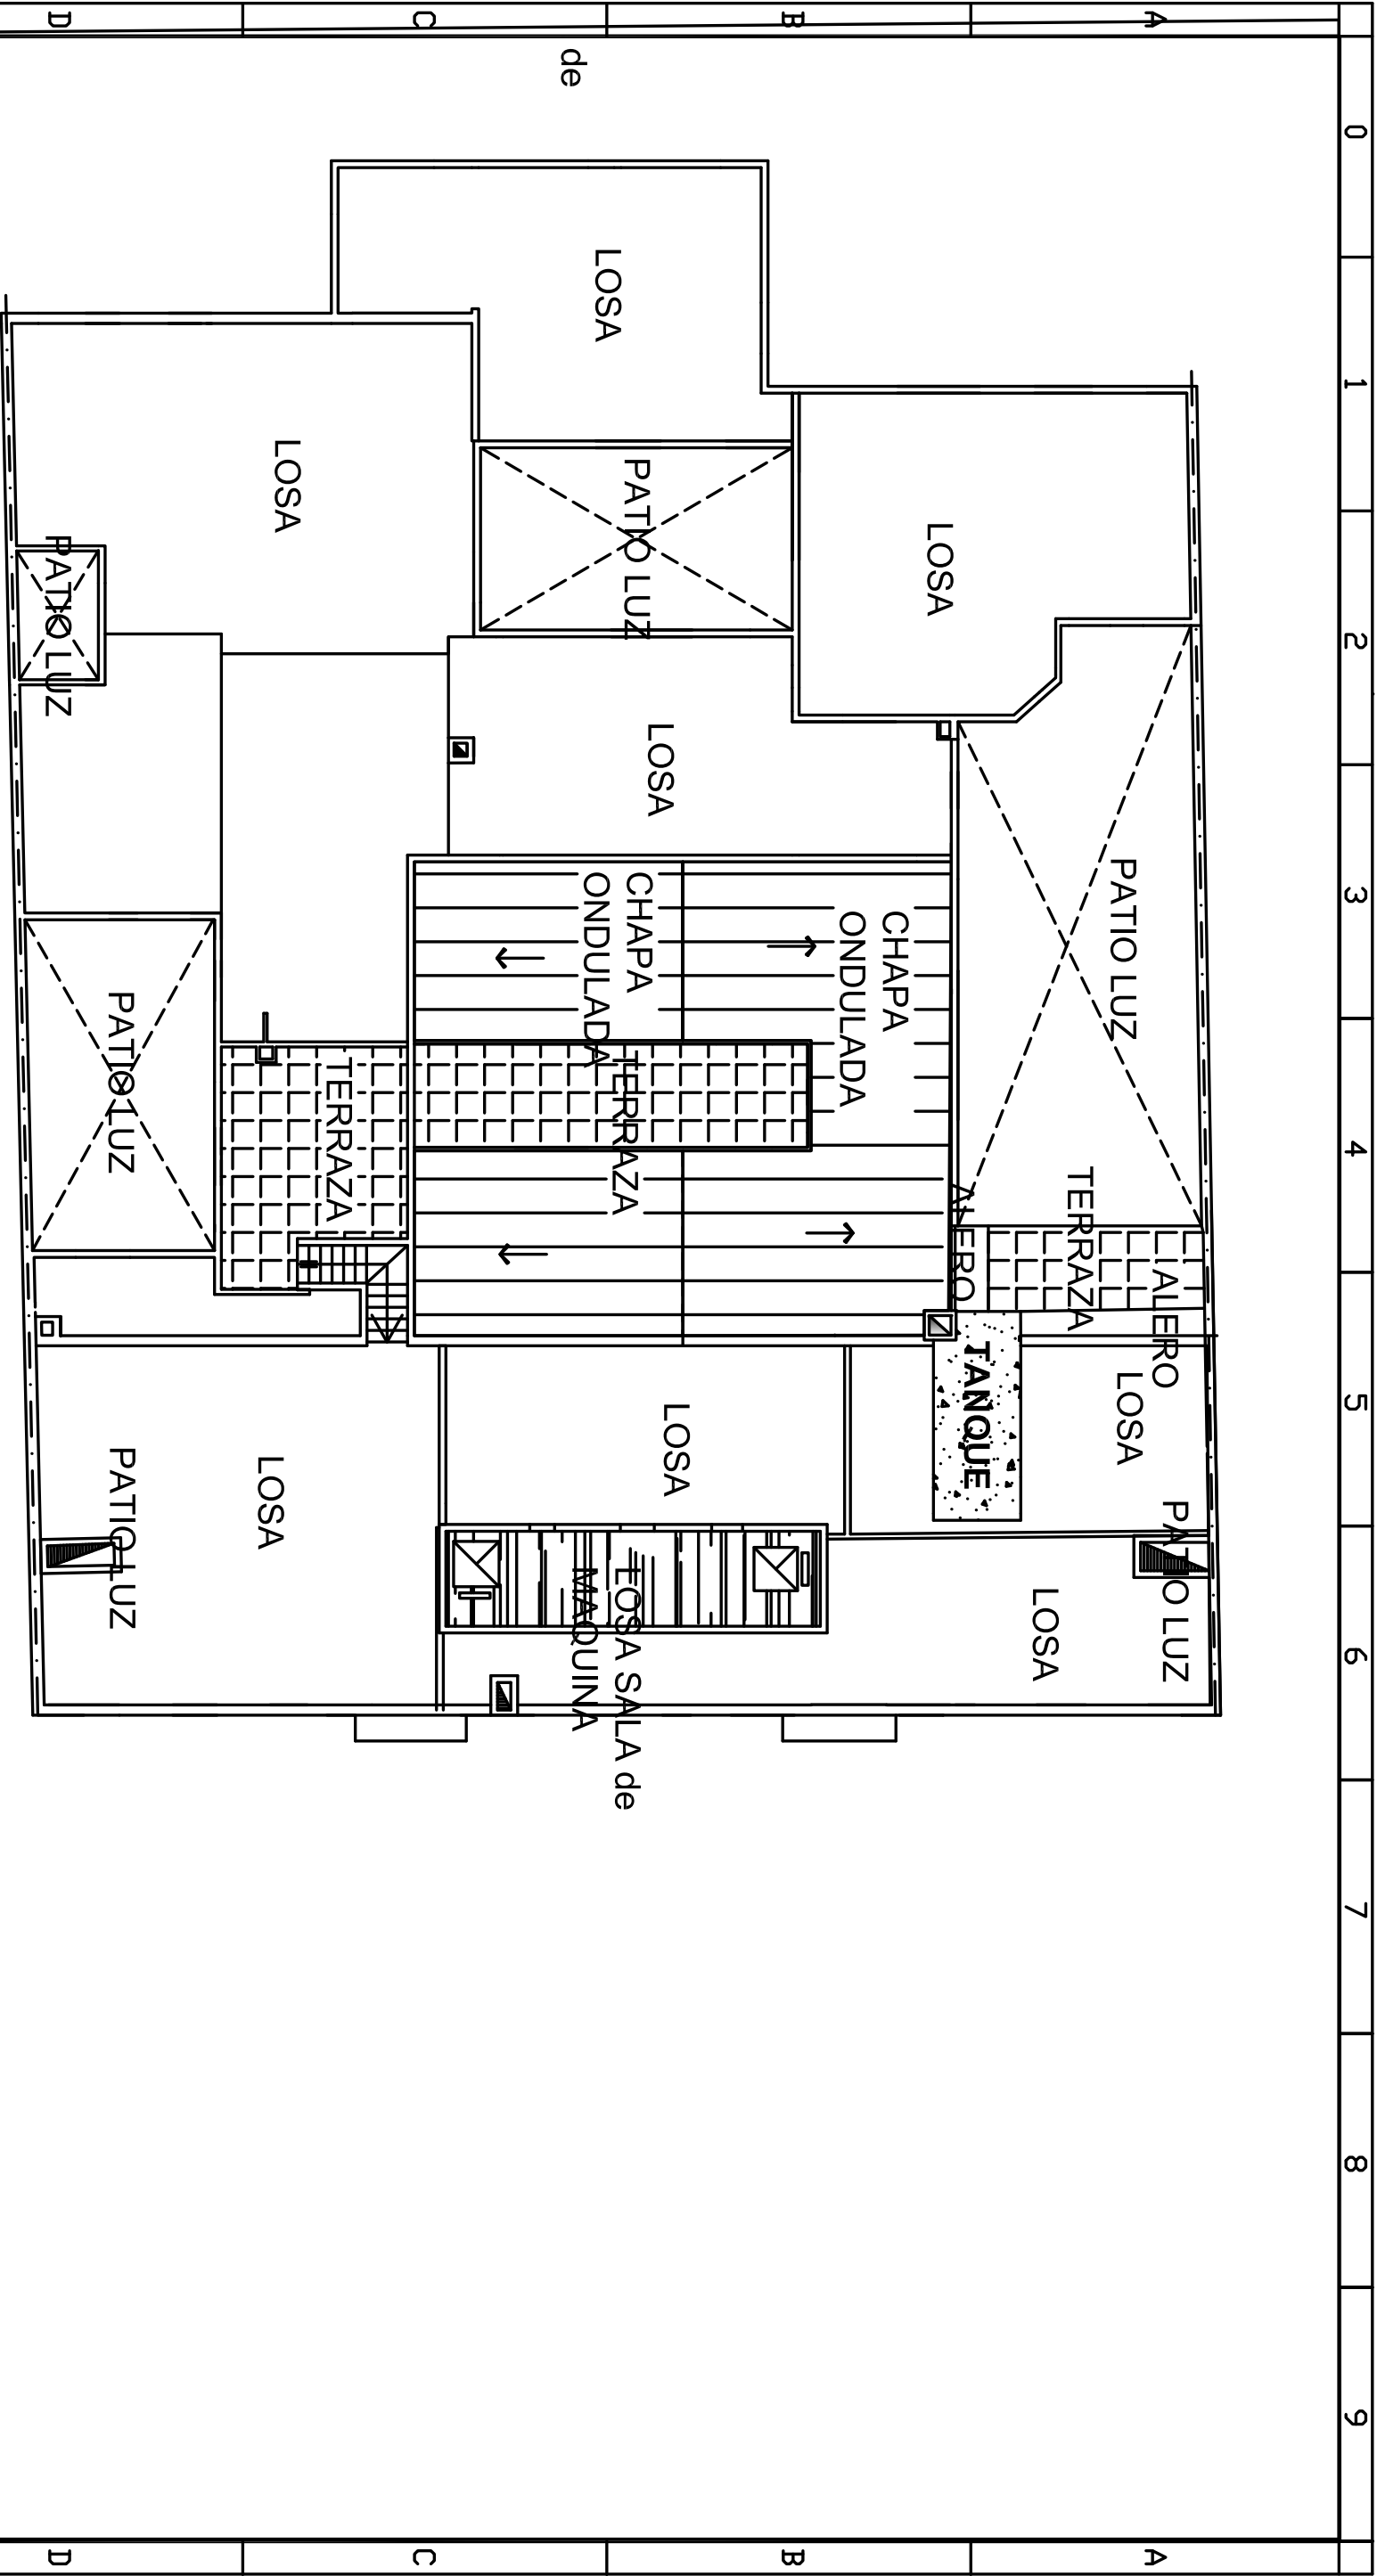 0
1
2
3
4
5
6
7
8
9
A
B
C
D
A
B
C
D
de
LOSA
LOSA
LOSA
PATIO LUZ
PATIO LUZ
LOSA
PATIO LUZ
CHAPA
ONDULADA
CHAPA
ONDULADA
PATIO LUZ
TERRAZA
TERRAZA
TERRAZA
ALERO
ALERO
TANQUE
LOSA
LOSA
LOSA
PATIO LUZ
PATIO LUZ
LOSA
LOSA SALA de
MAQUINA